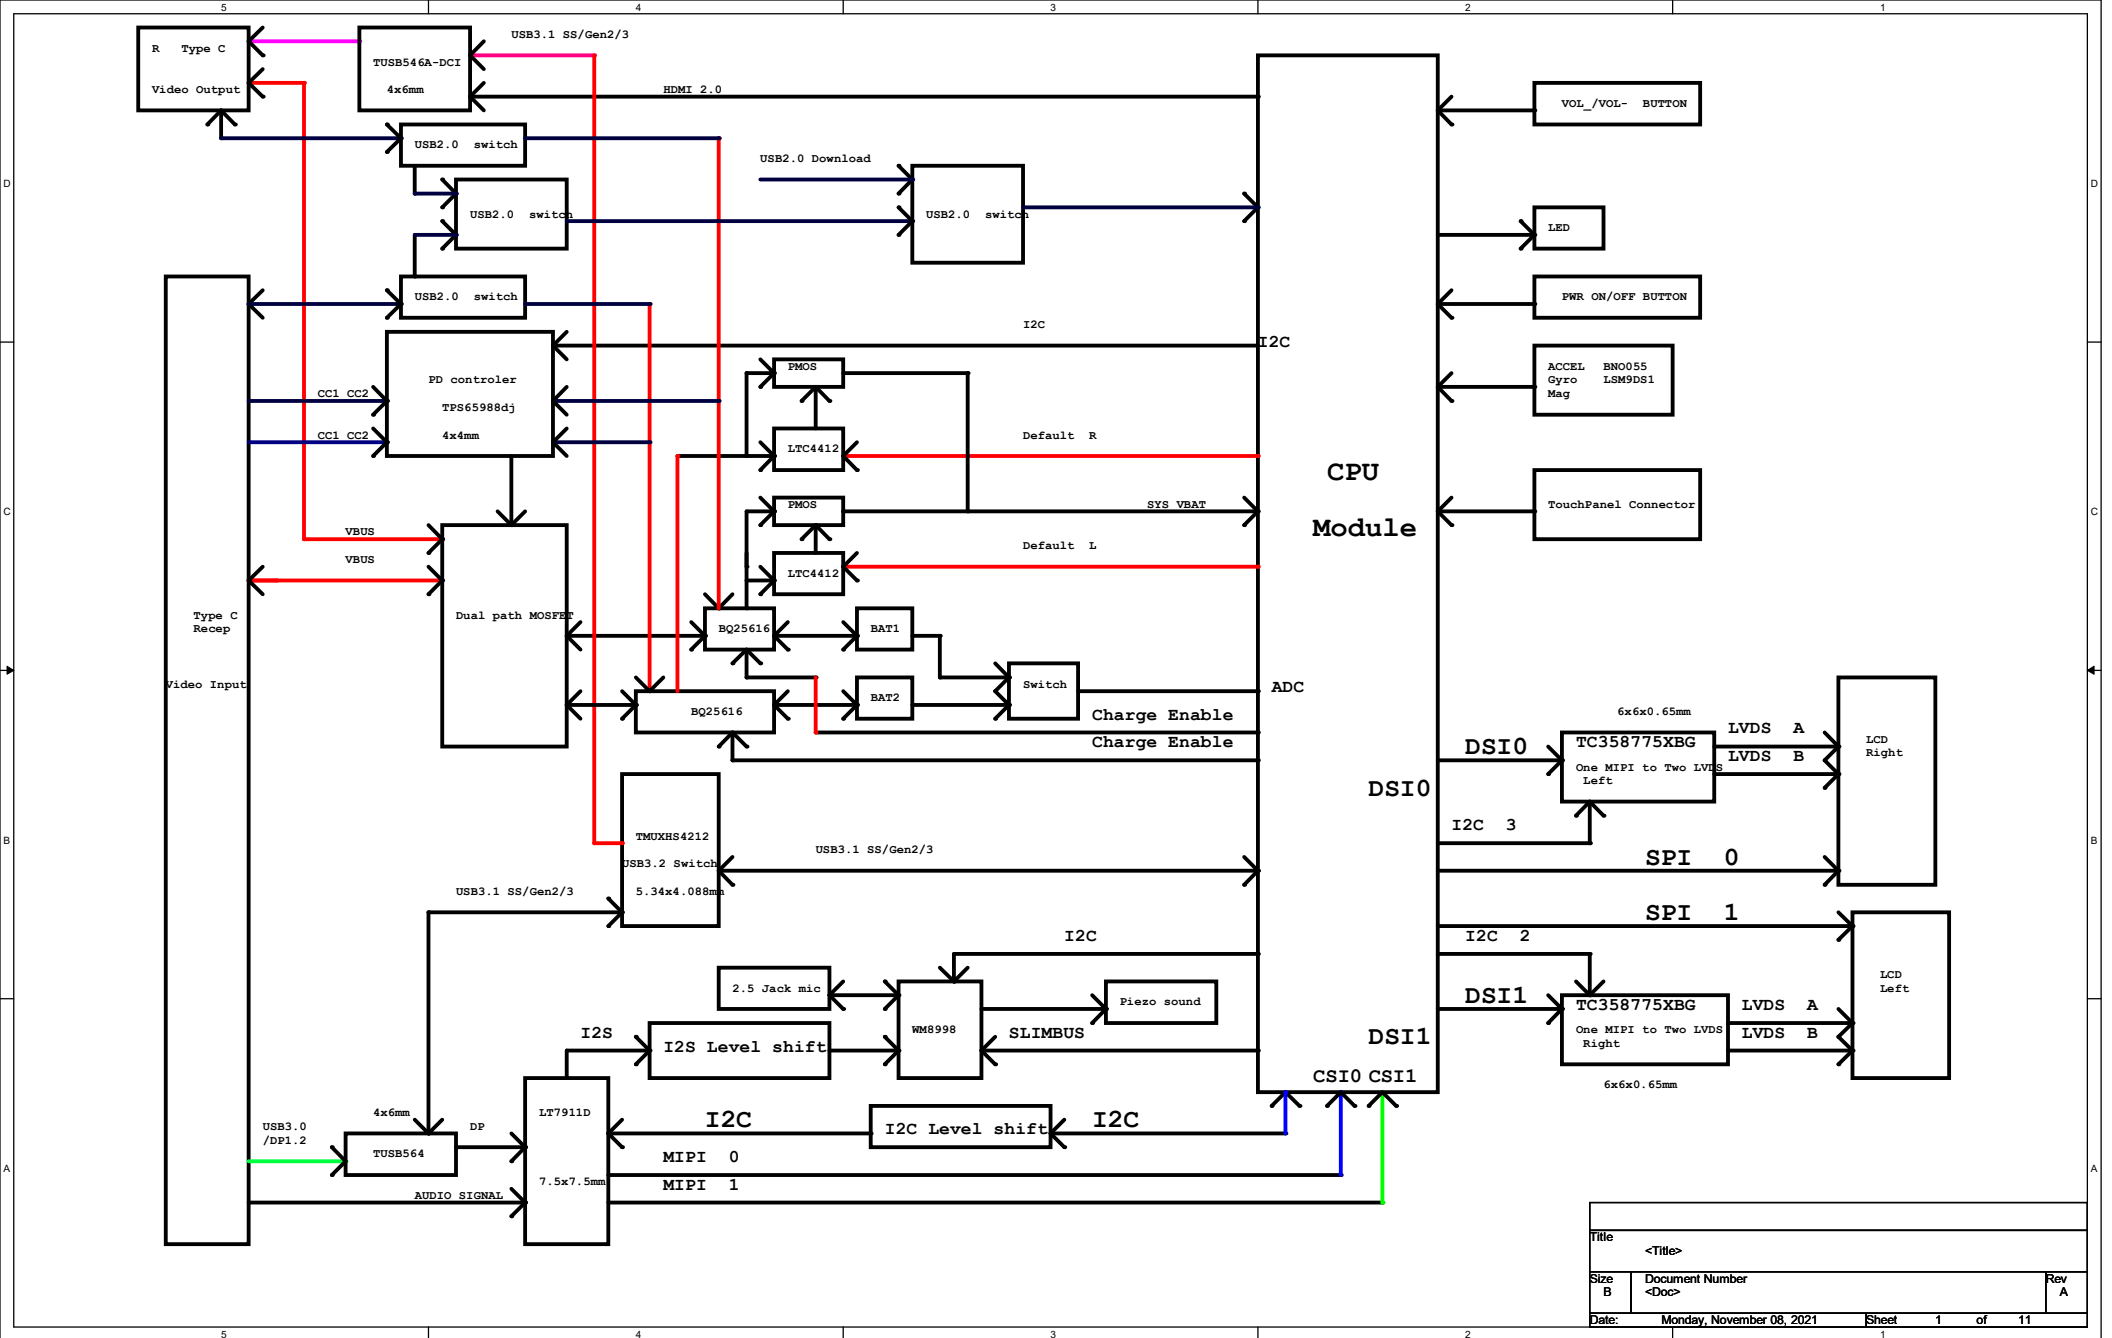 5 4 3 2 1
R Type C
Video Output
TUSB546A-DCI
4x6mm
USB3.1 SS/Gen2/3
HDMI 2.0
VOL_/VOL- BUTTON
USB2.0 switch
USB2.0 Download
D
D
USB2.0 switch
USB2.0 switch
LED
USB2.0 switch
PWR ON/OFF BUTTON
I2C
I2C
PD controler
TPS65988dj
4x4mm
CC1 CC2
CC1 CC2
PMOS
LTC4412
Default R
ACCEL BNO055
Gyro LSM9DS1
Mag
CPU
Module
C
C
PMOS
SYS VBAT
TouchPanel Connector
VBUS
VBUS
LTC4412
Default L
Type C
Recep
Video Input
Dual path MOSFET
BQ25616
BAT1
Switch
ADC
BQ25616
BAT2
Charge Enable
Charge Enable
6x6x0.65mm
DSI0
DSI0
TC358775XBG
One MIPI to Two LVDS
Left
LVDS A
LVDS B
LCD
Right
I2C 3
SPI 0
B
B
TMUXHS4212
USB3.2 Switch
5.34x4.088mm
USB3.1 SS/Gen2/3
USB3.1 SS/Gen2/3
SPI 1
I2C 2
I2C
2.5 Jack mic
WM8998
Piezo sound
SLIMBUS
I2S
I2S Level shift
DSI1
DSI1
TC358775XBG
One MIPI to Two LVDS
Right
LVDS A
LVDS B
LCD
Left
6x6x0.65mm
CSI0 CSI1
LT7911D
7.5x7.5mm
I2C
I2C Level shift
I2C
MIPI 0
MIPI 1
USB3.0
/DP1.2
4x6mm
TUSB564
DP
AUDIO SIGNAL
A
A
Title
<Title>
Size
B
Document Number
<Doc>
Rev
A
Date: Monday, November 08, 2021 Sheet 1 of 11
5 4 3 2 1